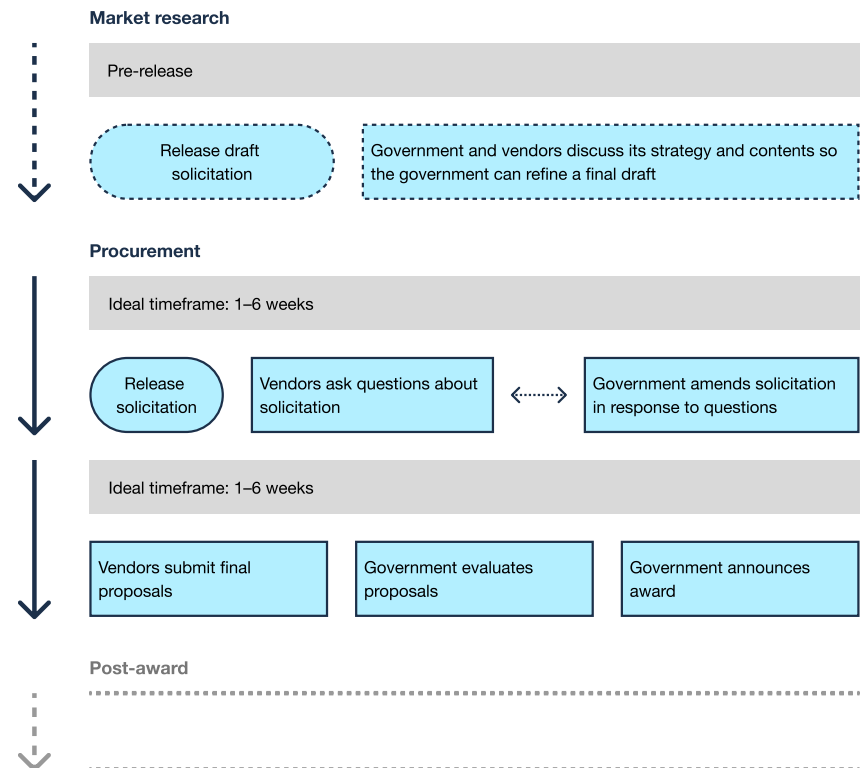 Market research
Pre-release
Release draft
solicitation
Government and vendors discuss its strategy and contents so
the government can refine a final draft
Procurement
Ideal timeframe: 1–6 weeks
Release
solicitation
Vendors ask questions about
solicitation
Government amends solicitation
in response to questions
Ideal timeframe: 1–6 weeks
Vendors submit final
proposals
Government evaluates
proposals
Government announces
award
Post-award